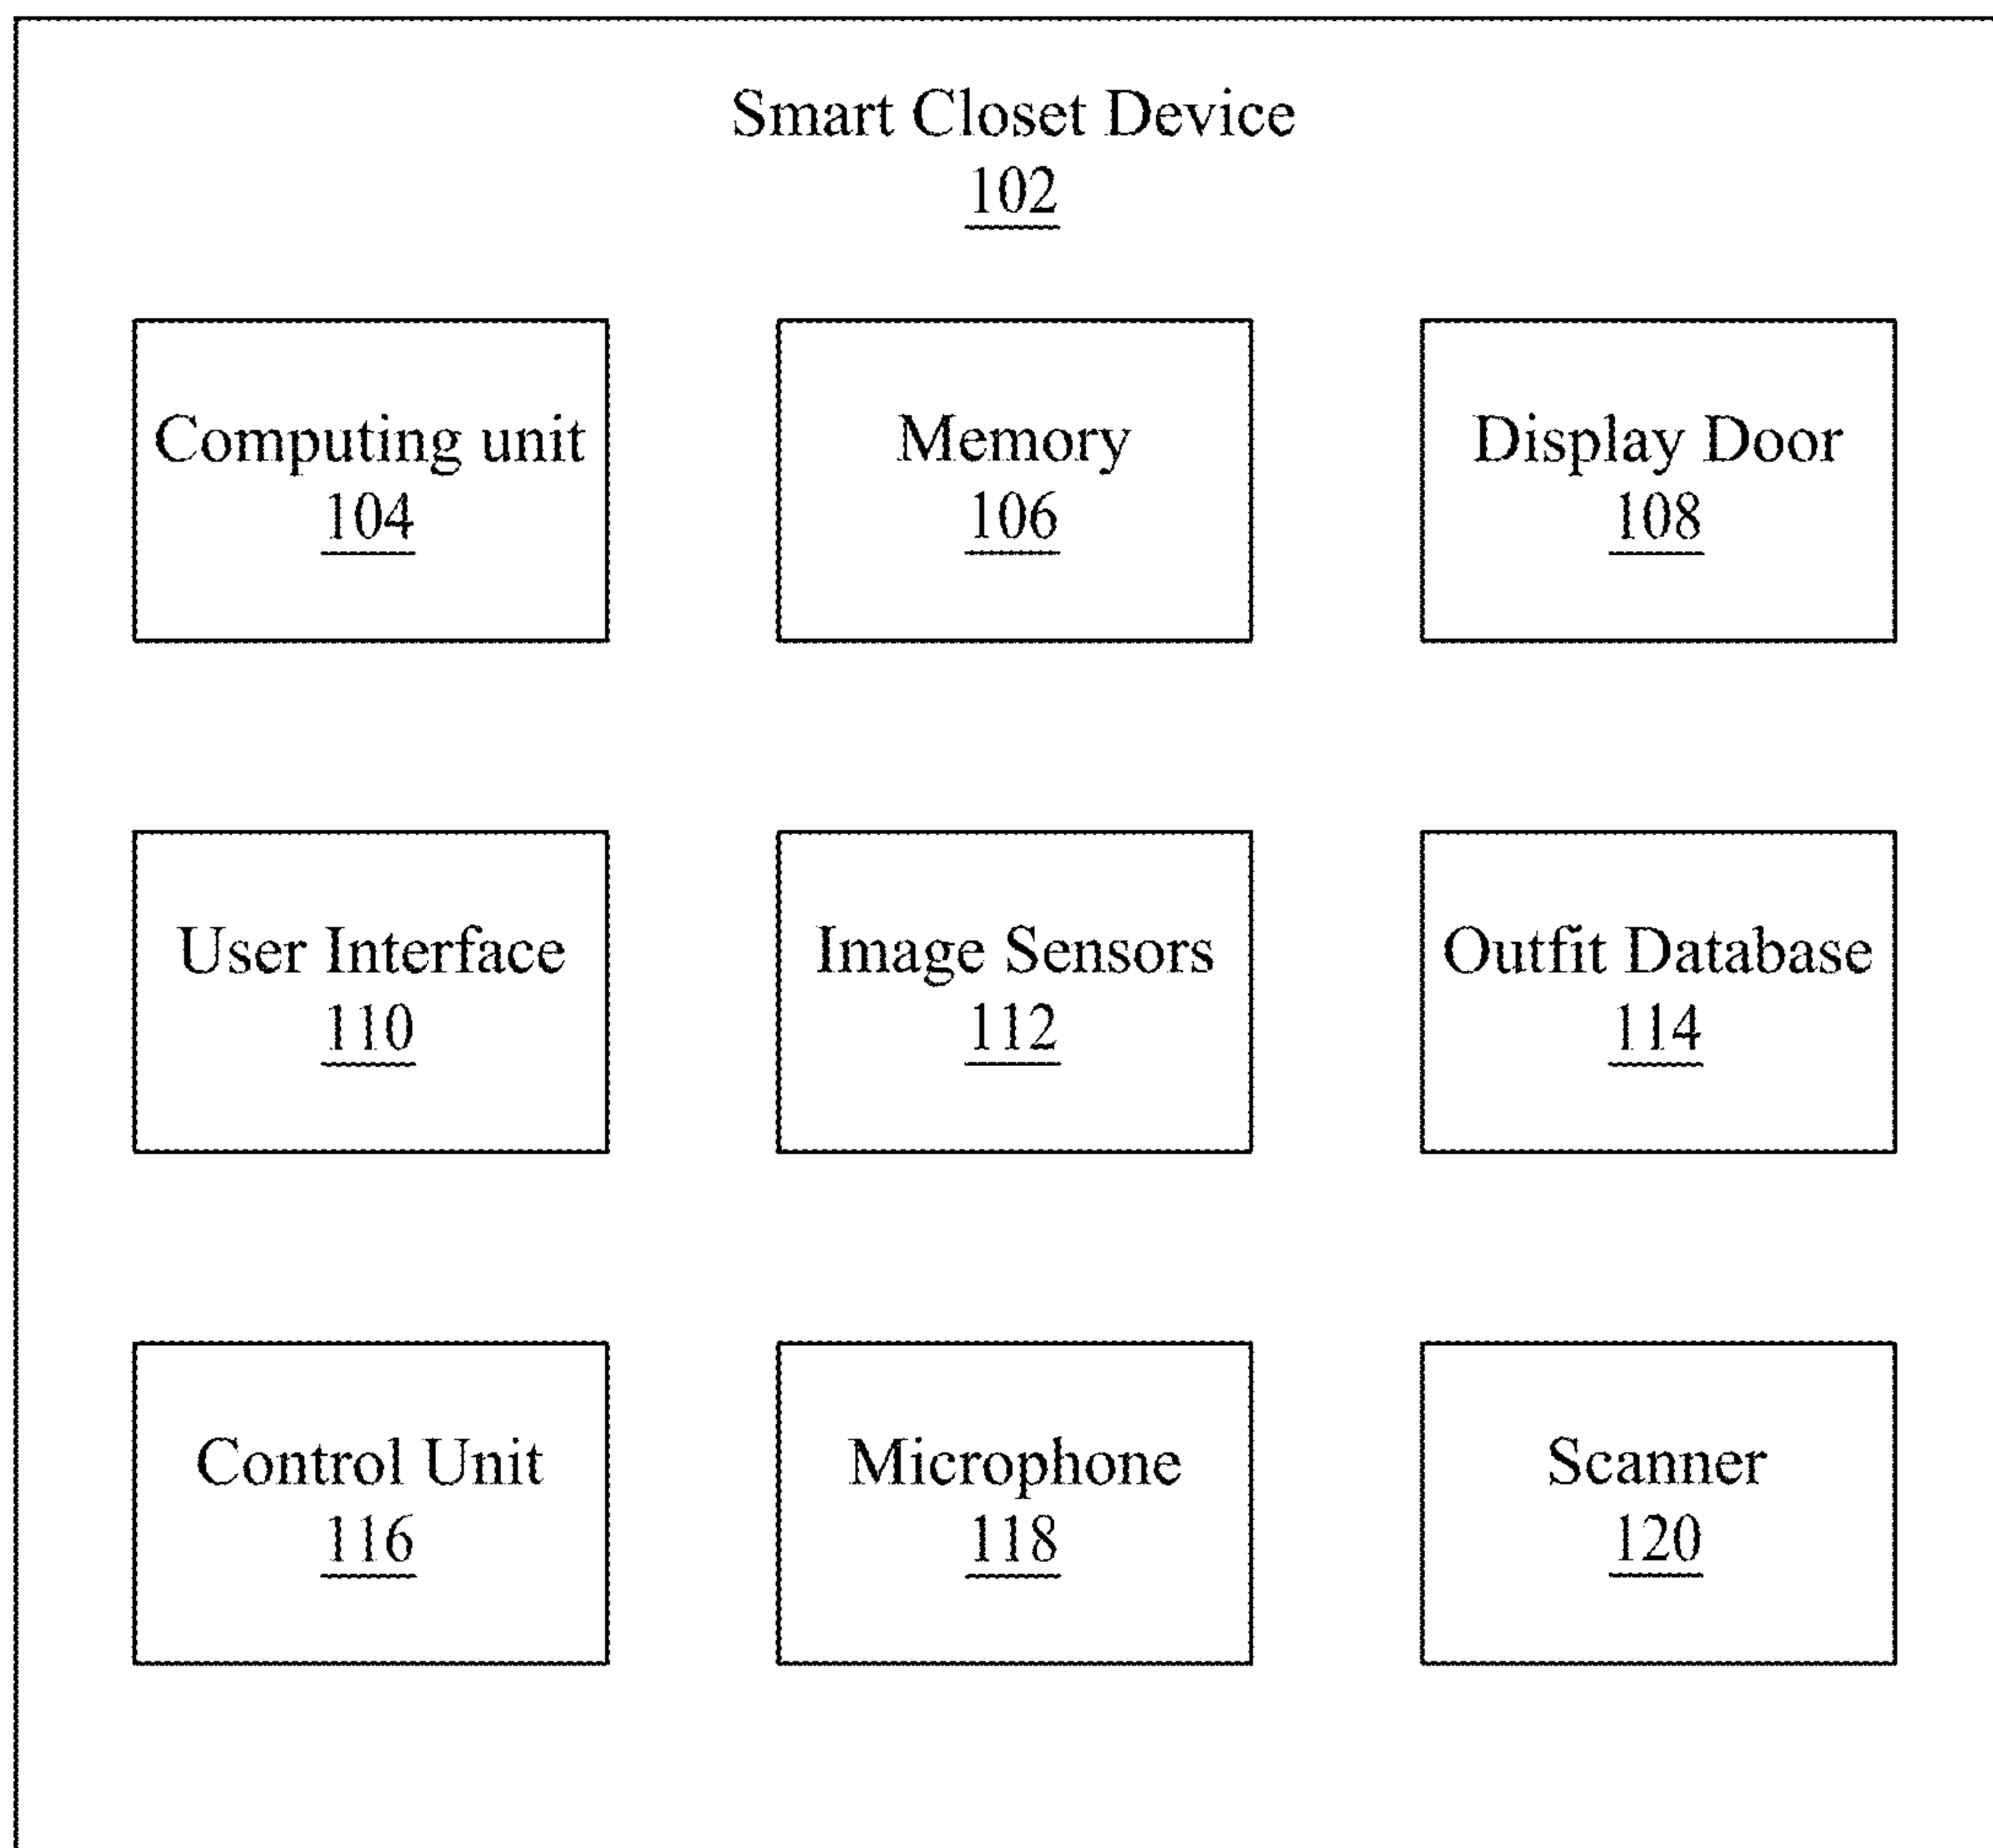 Smart Closet Device
102
Computing unit
104
Memory
106
Display Door
108
User Interface
110
Image Sensors
112
Outfit Database
114
Control Unit
116
Microphone
118
Scanner
120